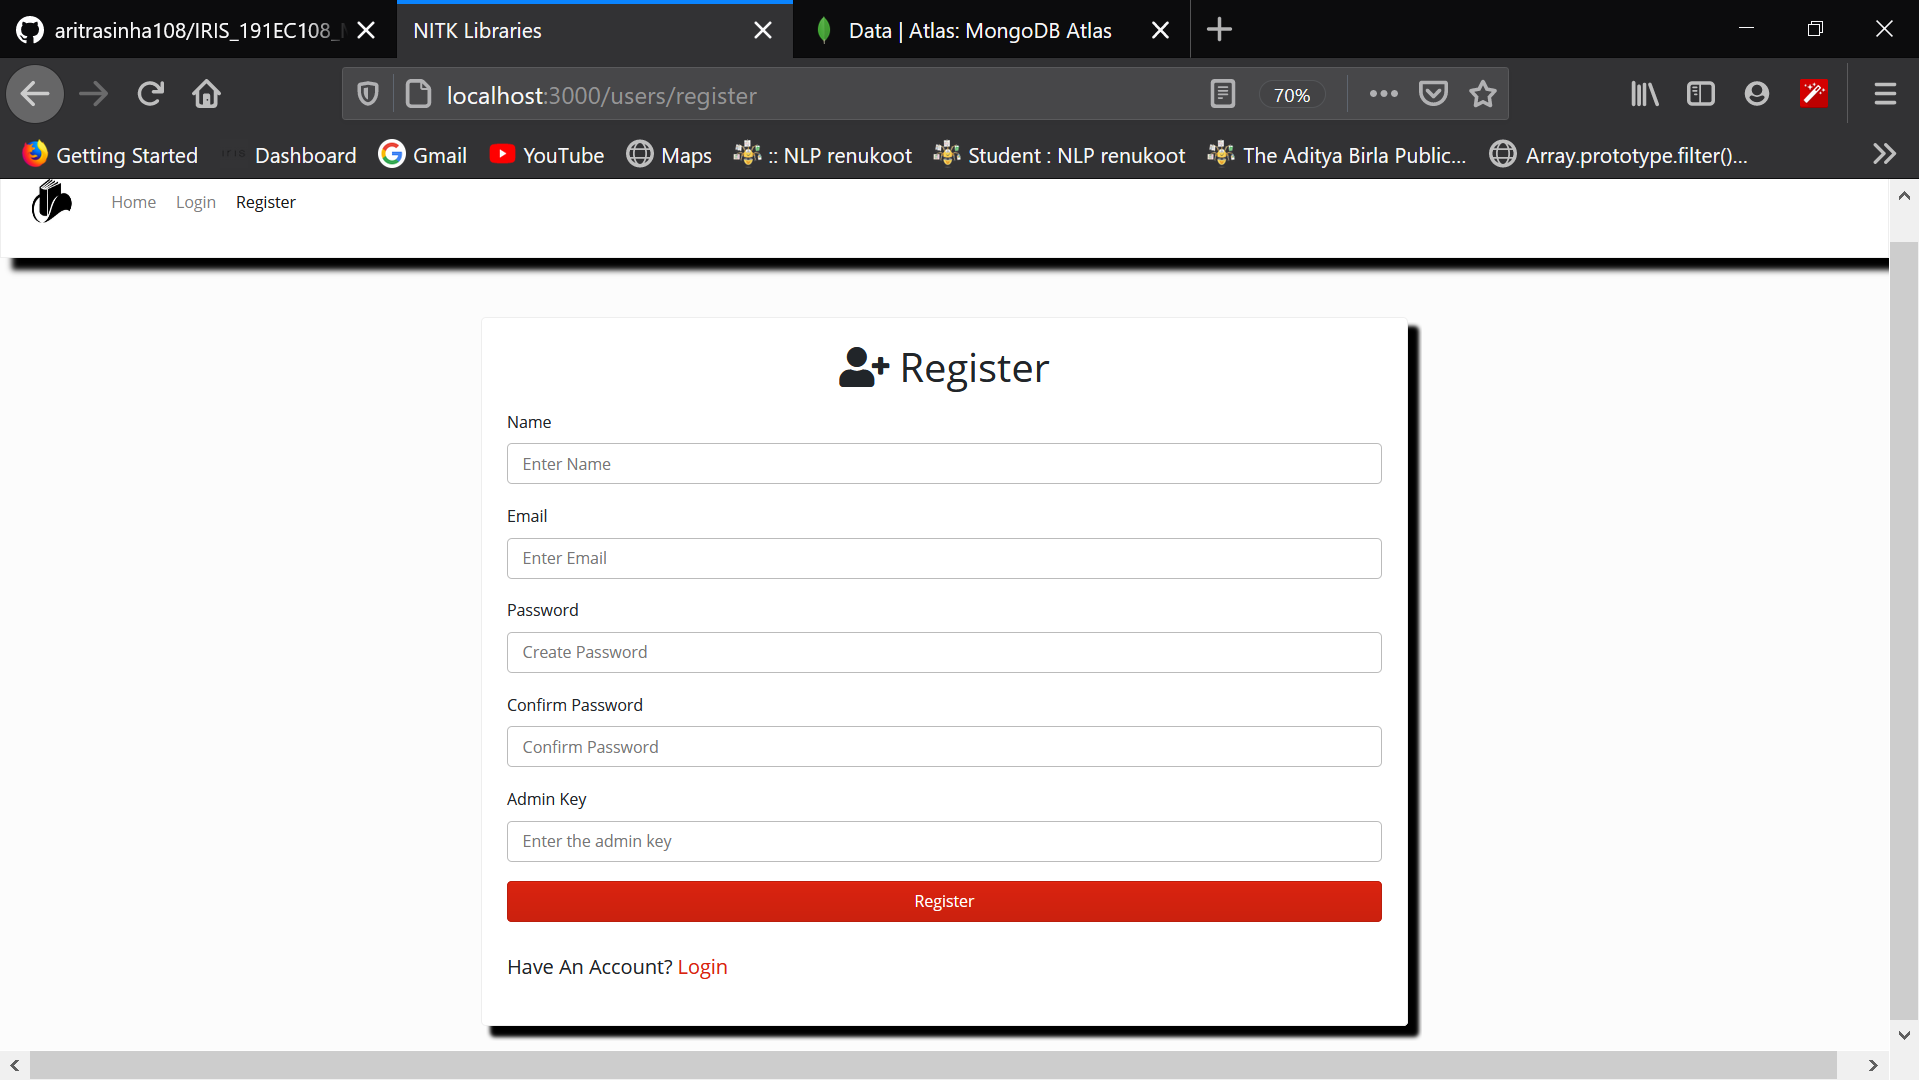 aritrasinha108/IRIS_191EC108_
NITK Libraries
Data | Atlas: MongoDB Atlas
localhost:3000/users/register
70%
Getting Started
iris
Dashboard
Gmail
YouTube
Maps
:: NLP renukoot
Student : NLP renukoot
The Aditya Birla Public...
Array.prototype.filter()...
Home
Login
Register
Register
Name
Enter Name
Email
Enter Email
Password
Create Password
Confirm Password
Confirm Password
Admin Key
Enter the admin key
Register
Have An Account? Login